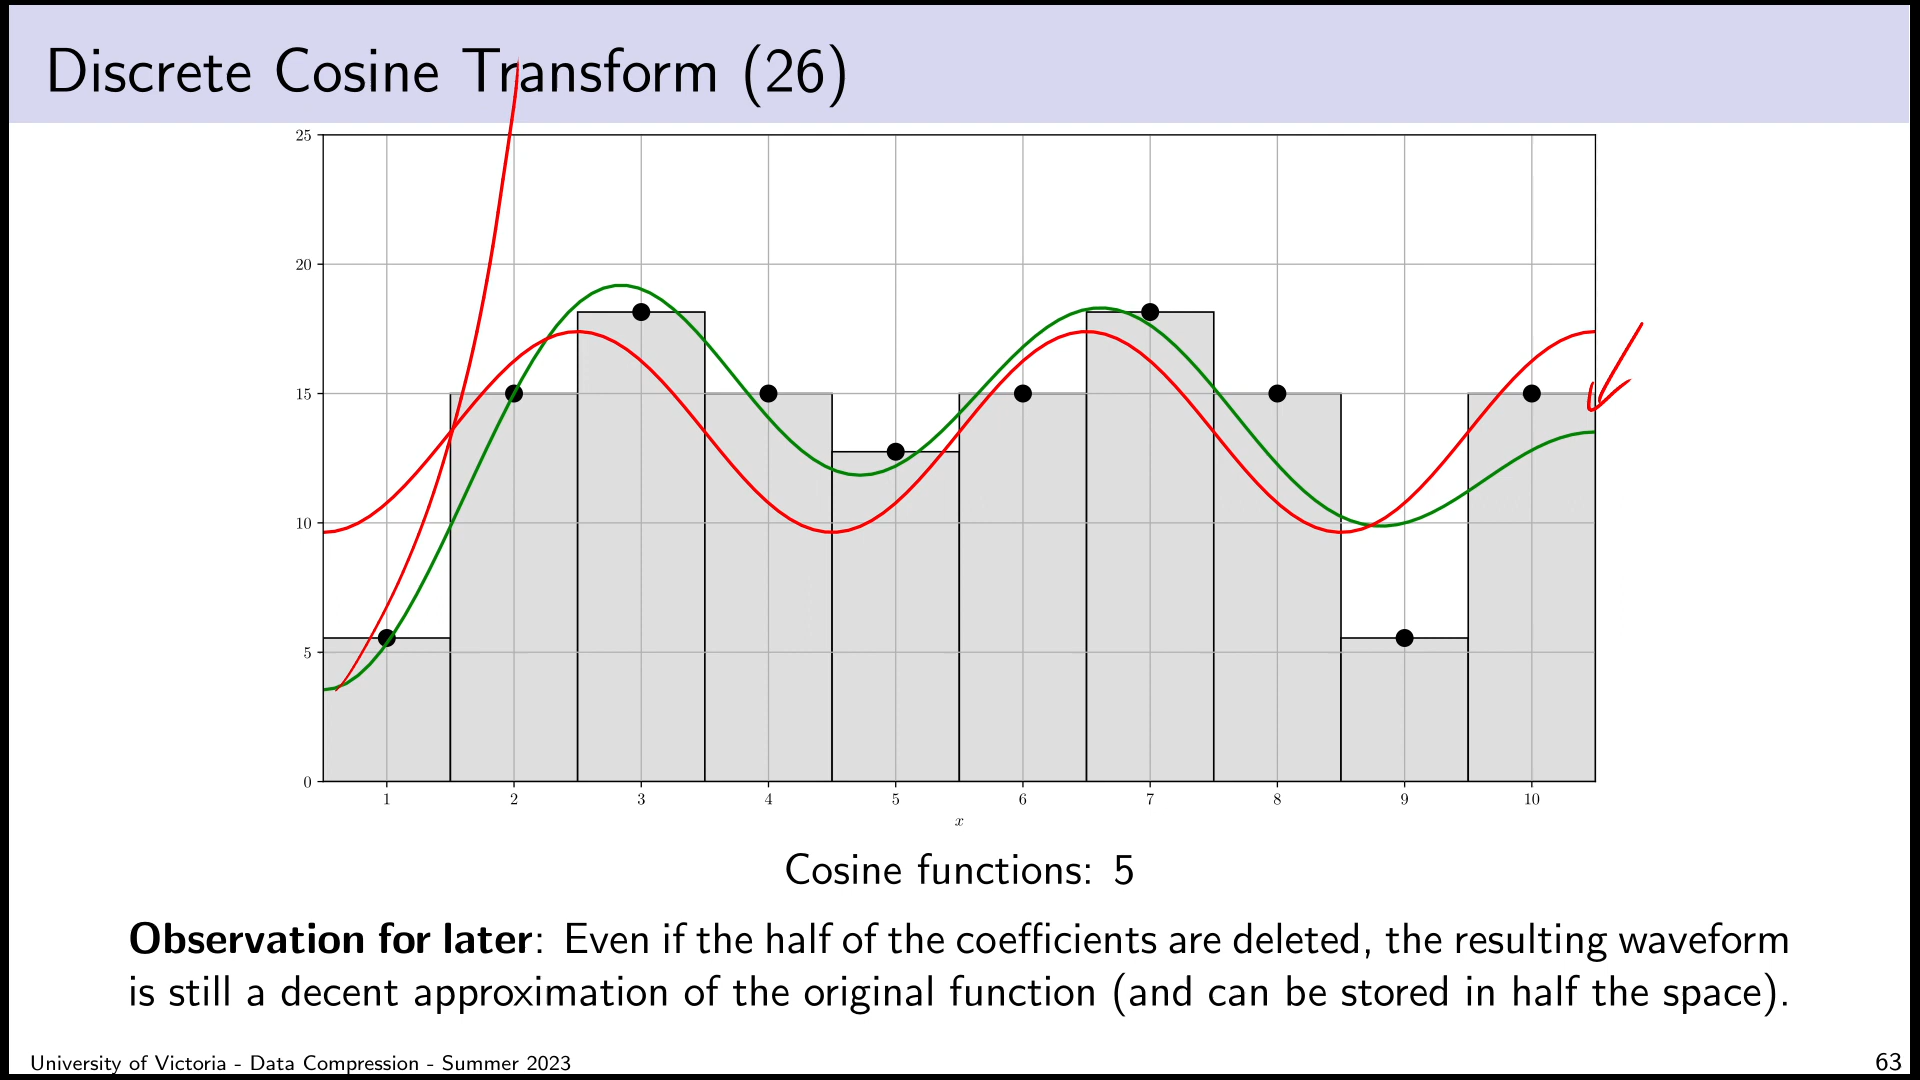 Discrete Cosine Transform (26)
25
20
15
10
5
0
1 2 3 4 5 6 7 8 9 10
x
Cosine functions: 5
Observation for later: Even if the half of the coefficients are deleted, the resulting waveform
is still a decent approximation of the original function (and can be stored in half the space).
University of Victoria - Data Compression - Summer 2023
63